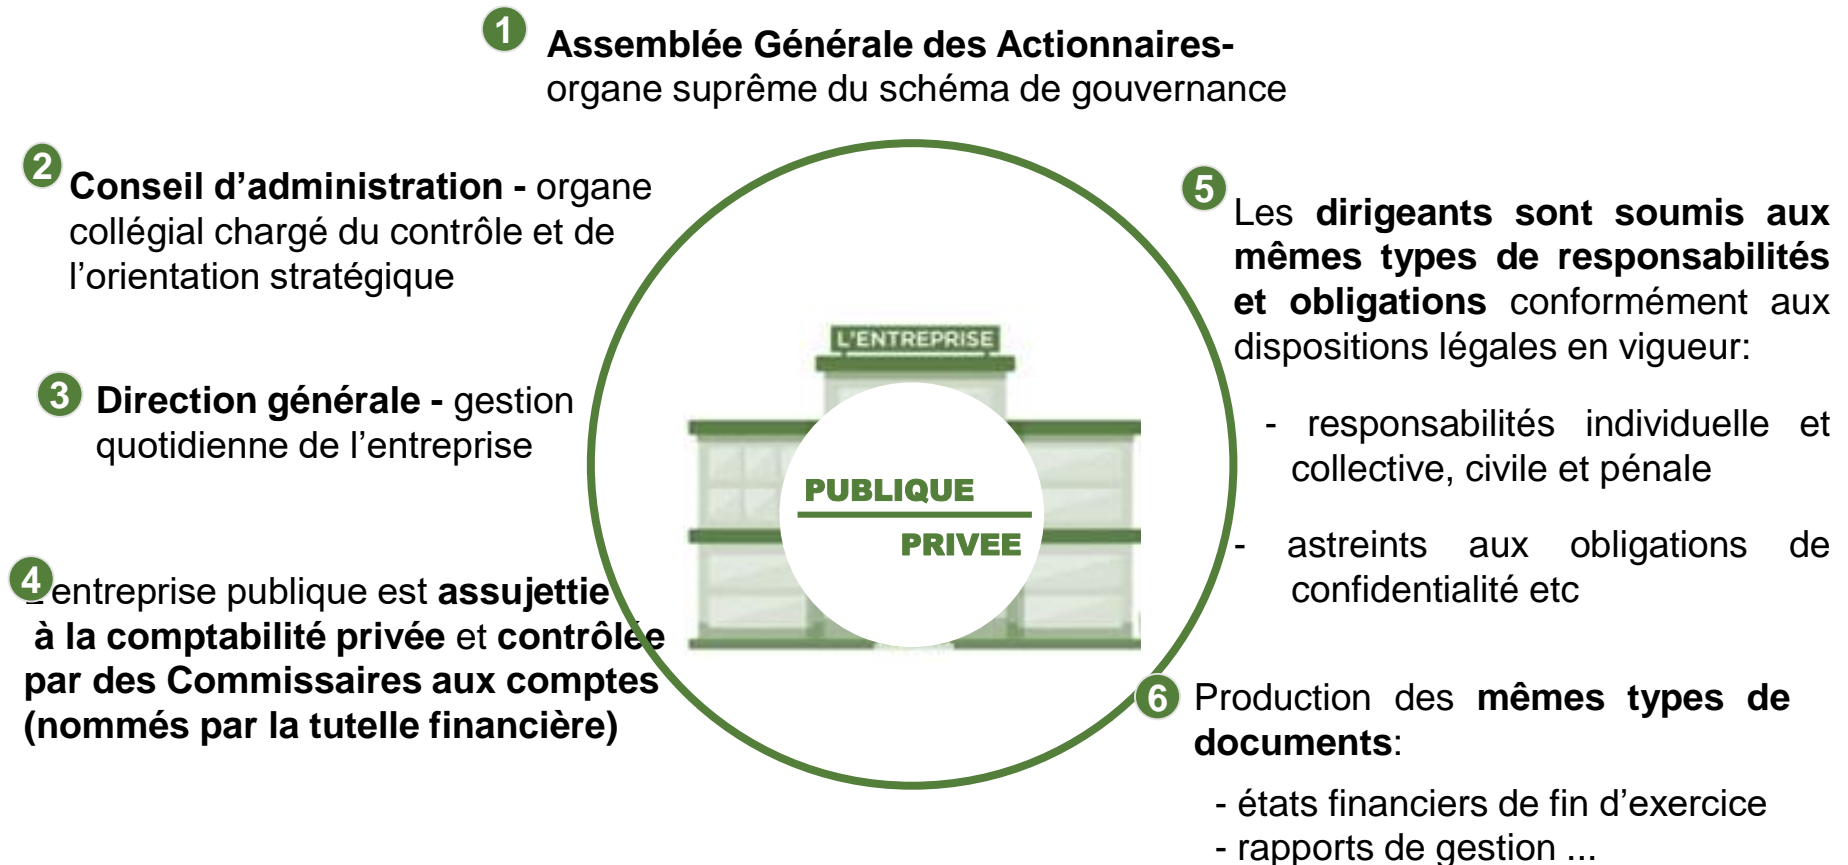 1
Assemblée Générale des Actionnaires-
organe suprême du schéma de gouvernance
2
Conseil d’administration - organe
collégial chargé du contrôle et de
l’orientation stratégique
3
Direction générale - gestion
quotidienne de l’entreprise
4
entreprise publique est assujettie
à la comptabilité privée et contrôlée
par des Commissaires aux comptes
(nommés par la tutelle financière)
L'ENTREPRISE
PUBLIQUE
PRIVEE
5
Les dirigeants sont soumis aux
mêmes types de responsabilités
et obligations conformément aux
dispositions légales en vigueur:
- responsabilités individuelle et
collective, civile et pénale
- astreints aux obligations de
confidentialité etc
6
Production des mêmes types de
documents:
- états financiers de fin d’exercice
- rapports de gestion ...